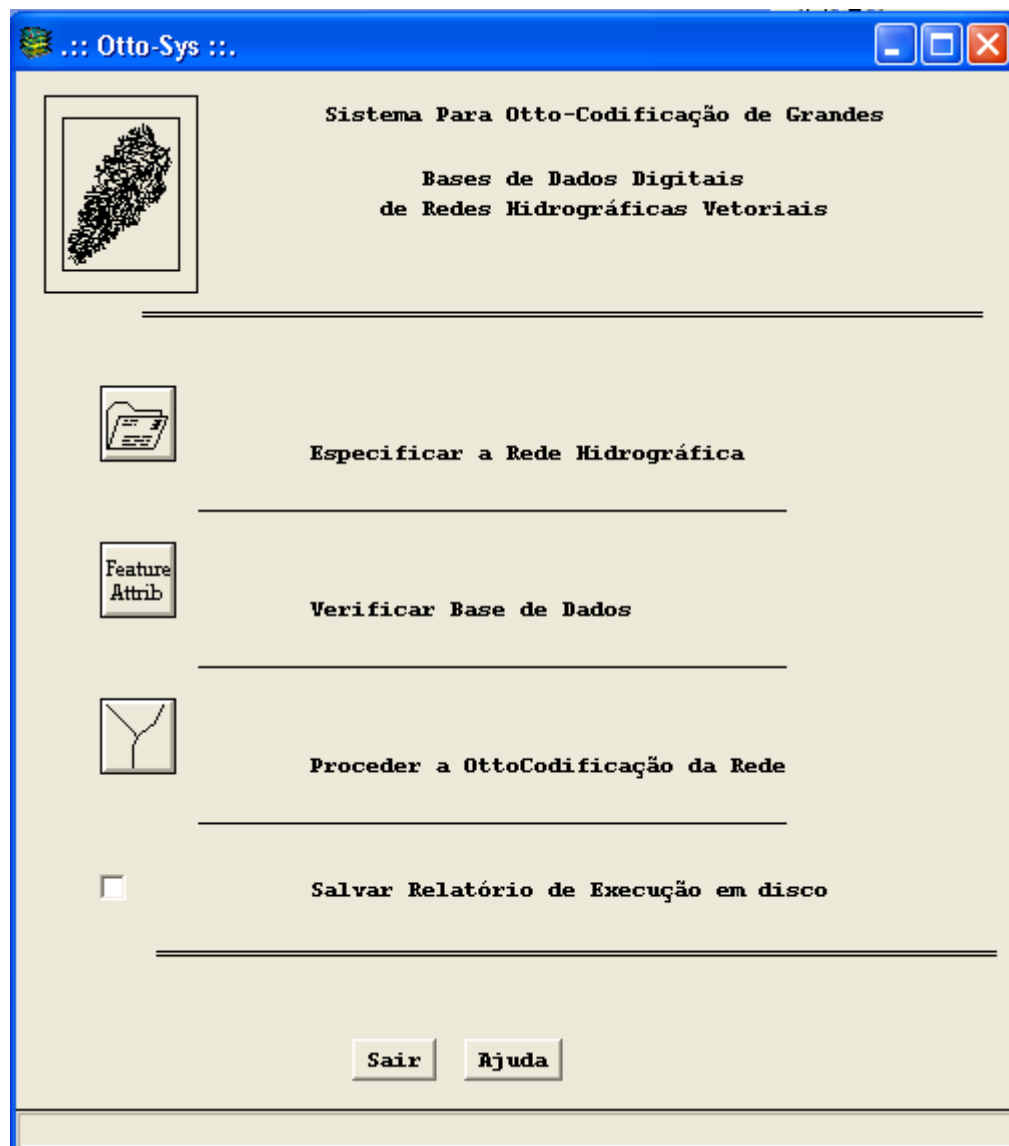 .:: Otto-Sys ::.
Sistema Para Otto-Codificação de Grandes
Bases de Dados Digitais
de Redes Hidrográficas Vetoriais
Especificar a Rede Hidrográfica
Feature
Attrib
Verificar Base de Dados
Proceder a OttoCodificação da Rede
Salvar Relatório de Execução em disco
Sair
Ajuda